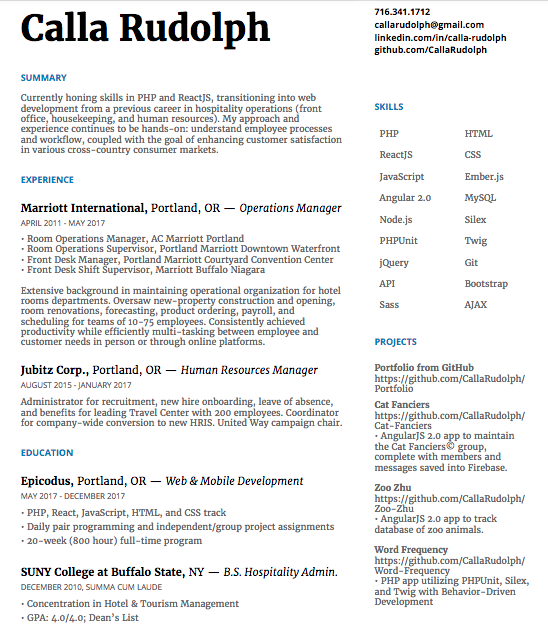 Calla Rudolph
716.341.1712
callarudolph@gmail.com
linkedin.com/in/calla-rudolph
github.com/CallaRudolph
SUMMARY
Currently honing skills in PHP and ReactJS, transitioning into web
development from a previous career in hospitality operations (front
office, housekeeping, and human resources). My approach and
experience continues to be hands-on: understand employee processes
and workflow, coupled with the goal of enhancing customer satisfaction
in various cross-country consumer markets.
EXPERIENCE
Marriott International, Portland, OR — Operations Manager
APRIL 2011 - MAY 2017
• Room Operations Manager, AC Marriott Portland
• Room Operations Supervisor, Portland Marriott Downtown Waterfront
• Front Desk Manager, Portland Marriott Courtyard Convention Center
• Front Desk Shift Supervisor, Marriott Buffalo Niagara
Extensive background in maintaining operational organization for hotel
rooms departments. Oversaw new-property construction and opening,
room renovations, forecasting, product ordering, payroll, and
scheduling for teams of 10-75 employees. Consistently achieved
productivity while efficiently multi-tasking between employee and
customer needs in person or through online platforms.
Jubitz Corp., Portland, OR — Human Resources Manager
AUGUST 2015 - JANUARY 2017
Administrator for recruitment, new hire onboarding, leave of absence,
and benefits for leading Travel Center with 200 employees. Coordinator
for company-wide conversion to new HRIS. United Way campaign chair.
EDUCATION
Epicodus, Portland, OR — Web & Mobile Development
MAY 2017 - DECEMBER 2017
• PHP, React, JavaScript, HTML, and CSS track
• Daily pair programming and independent/group project assignments
• 20-week (800 hour) full-time program
SUNY College at Buffalo State, NY — B.S. Hospitality Admin.
DECEMBER 2010, SUMMA CUM LAUDE
• Concentration in Hotel & Tourism Management
• GPA: 4.0/4.0; Dean's List
SKILLS
PHP HTML
ReactJS CSS
JavaScript Ember.js
Angular 2.0 MySQL
Node.js Silex
PHPUnit Twig
jQuery Git
API Bootstrap
Sass AJAX
PROJECTS
Portfolio from GitHub
https://github.com/CallaRudolph/
Portfolio
Cat Fanciers
https://github.com/CallaRudolph/
Cat-Fanciers
• AngularJS 2.0 app to maintain
the Cat Fanciers© group,
complete with members and
messages saved into Firebase.
Zoo Zhu
https://github.com/CallaRudolph/
Zoo-Zhu
• AngularJS 2.0 app to track
database of zoo animals.
Word Frequency
https://github.com/CallaRudolph/
Word-Frequency
• PHP app utilizing PHPUnit, Silex,
and Twig with Behavior-Driven
Development